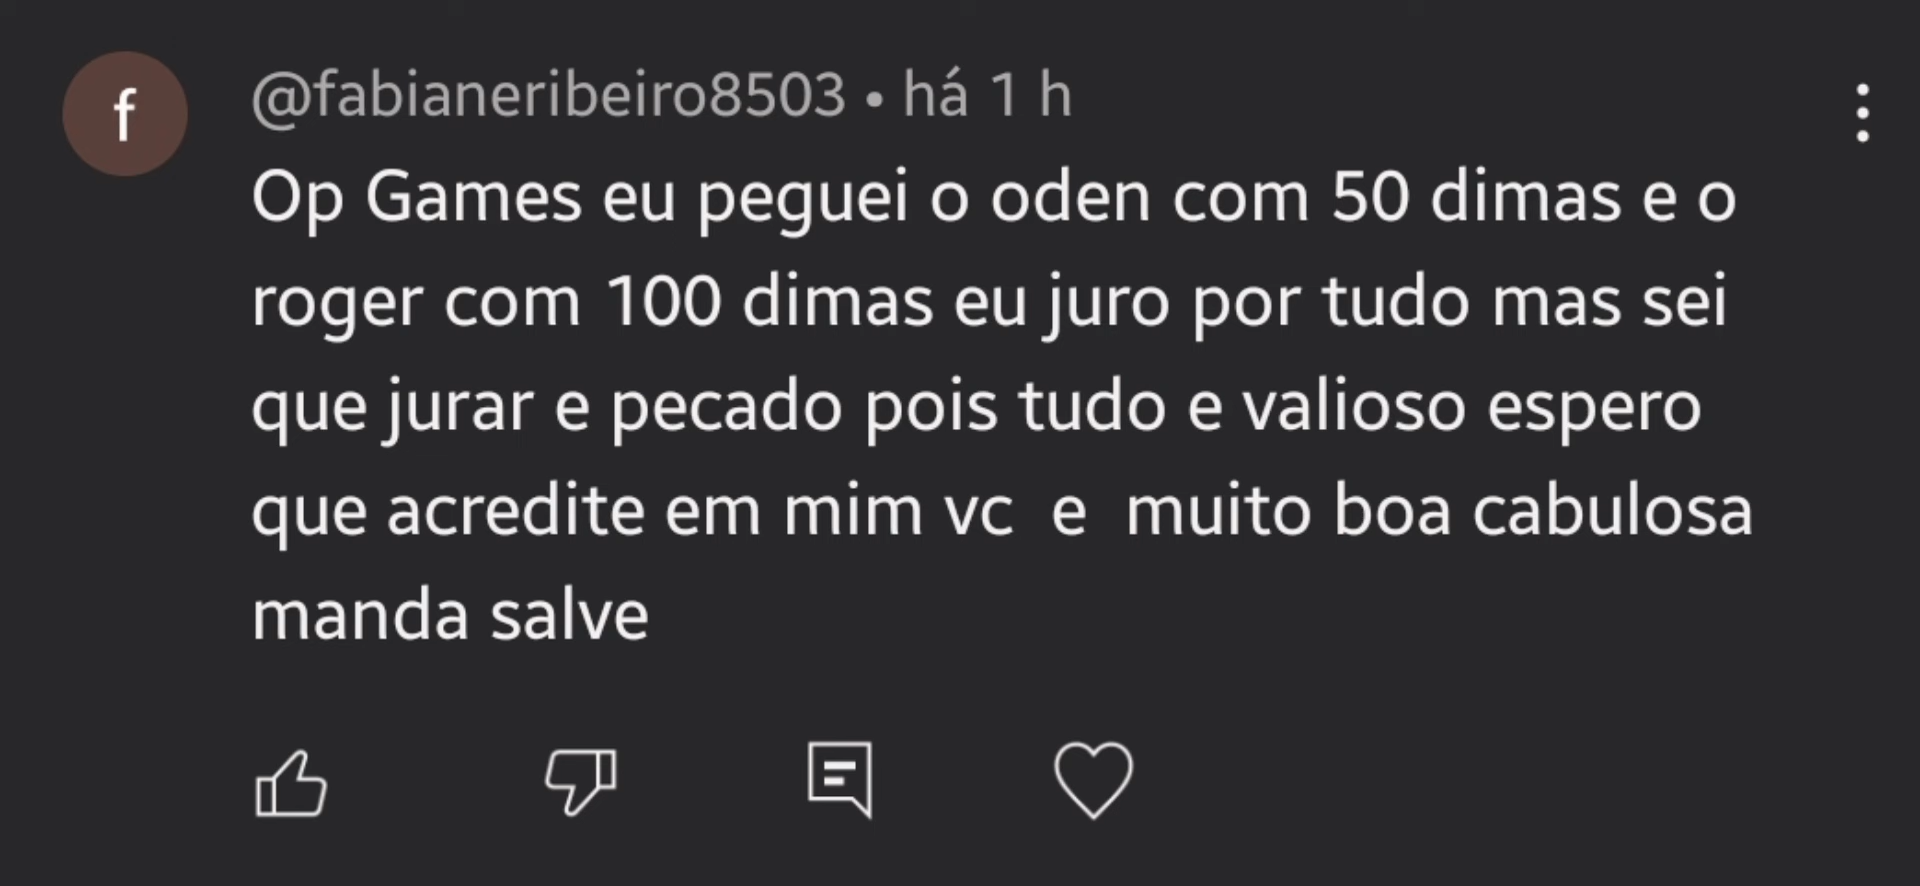 f
@fabianeribeiro8503 • há 1 h
Op Games eu peguei o oden com 50 dimas e o
roger com 100 dimas eu juro por tudo mas sei
que jurar e pecado pois tudo e valioso espero
que acredite em mim vc  e  muito boa cabulosa
manda salve